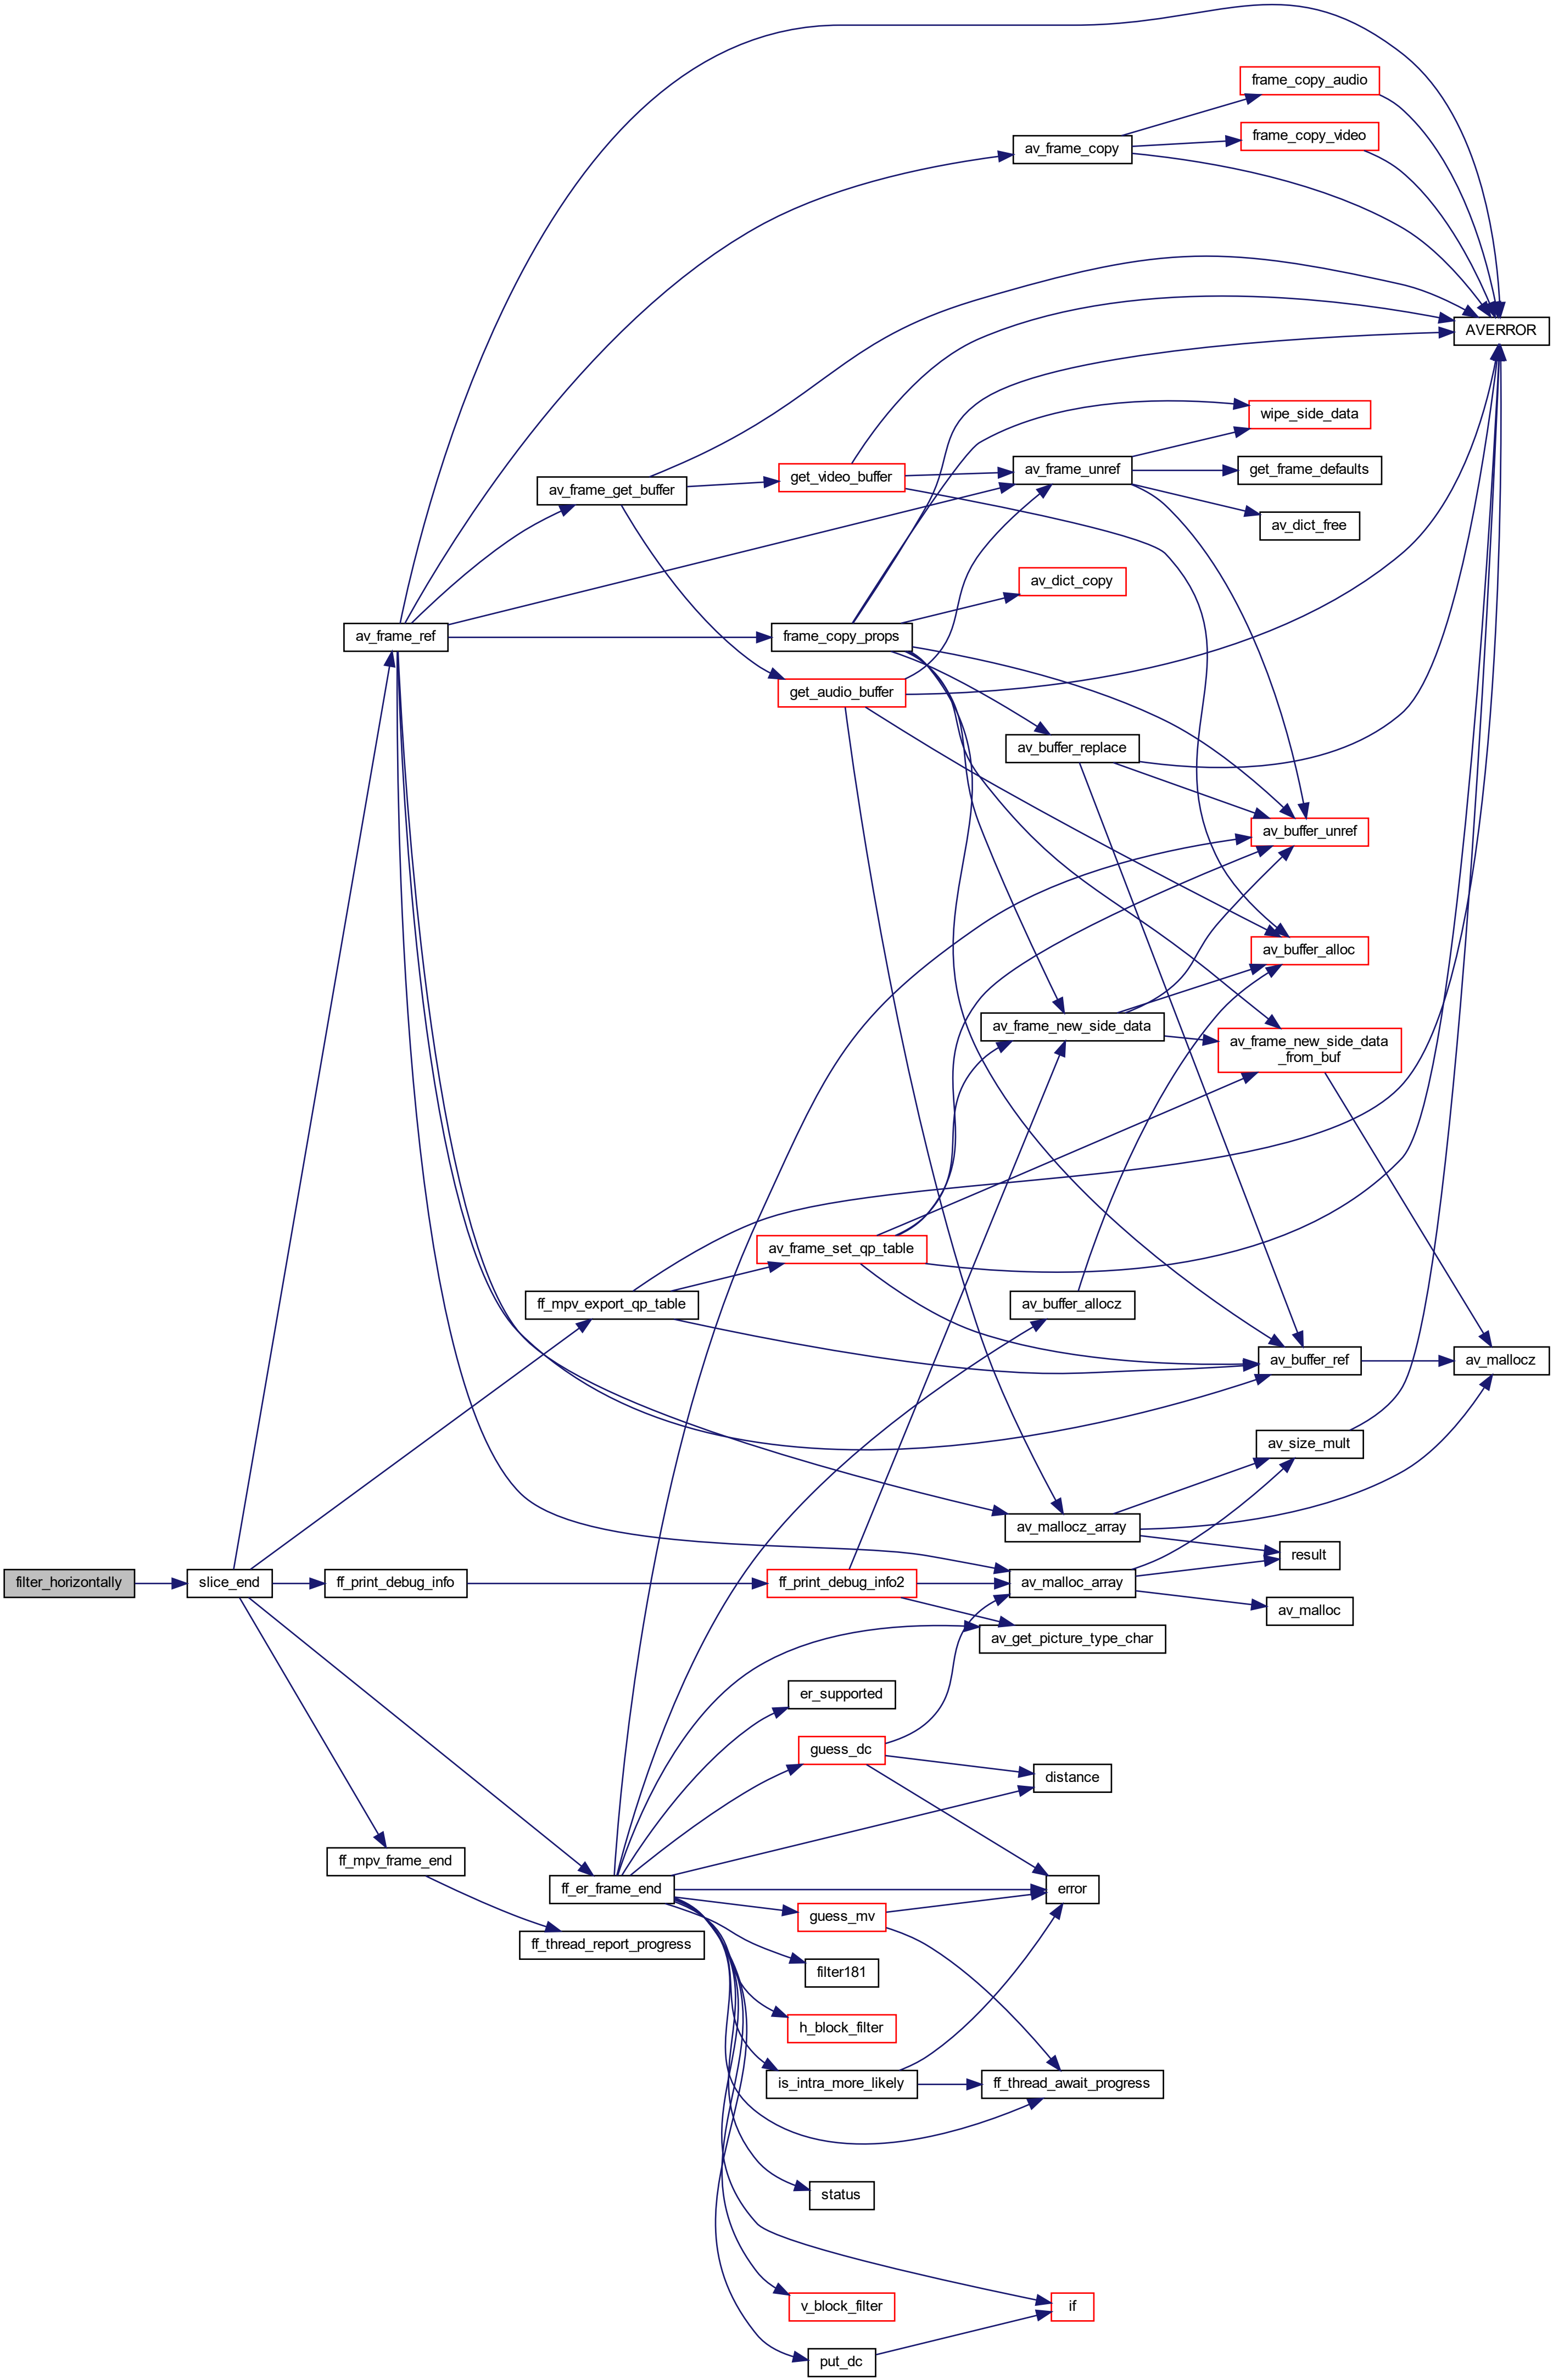 frame_copy_audio
frame_copy_video
av_frame_copy
AVERROR
wipe_side_data
av_frame_unref
get_frame_defaults
get_video_buffer
av_frame_get_buffer
av_dict_free
av_dict_copy
av_frame_ref
frame_copy_props
get_audio_buffer
av_buffer_replace
av_buffer_unref
av_buffer_alloc
av_frame_new_side_data
av_frame_new_side_data
_from_buf
av_frame_set_qp_table
ff_mpv_export_qp_table
av_buffer_allocz
av_buffer_ref
av_mallocz
av_size_mult
av_mallocz_array
result
filter_horizontally
slice_end
ff_print_debug_info
ff_print_debug_info2
av_malloc_array
av_malloc
av_get_picture_type_char
er_supported
guess_dc
distance
ff_mpv_frame_end
ff_er_frame_end
error
guess_mv
ff_thread_report_progress
filter181
h_block_filter
is_intra_more_likely
ff_thread_await_progress
status
v_block_filter
if
put_dc